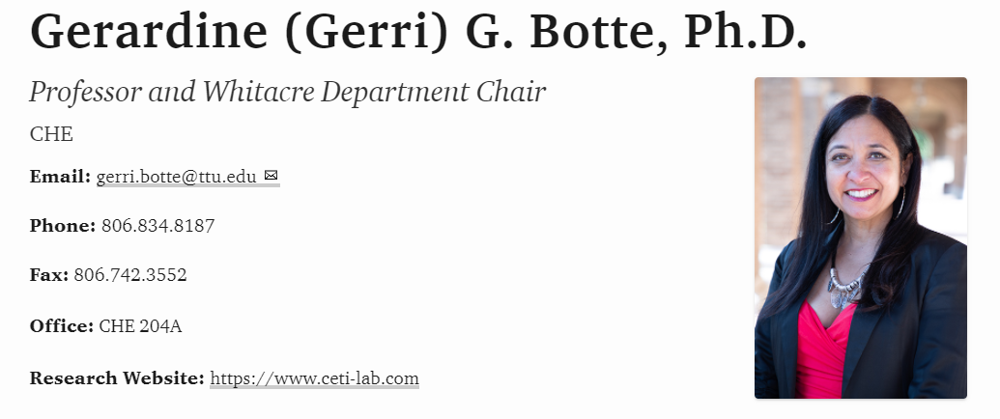 Gerardine (Gerri) G. Botte, Ph.D.
Professor and Whitacre Department Chair
CHE
Email: gerri.botte@ttu.edu
Phone: 806.834.8187
Fax: 806.742.3552
Office: CHE 204A
Research Website: https://www.ceti-lab.com